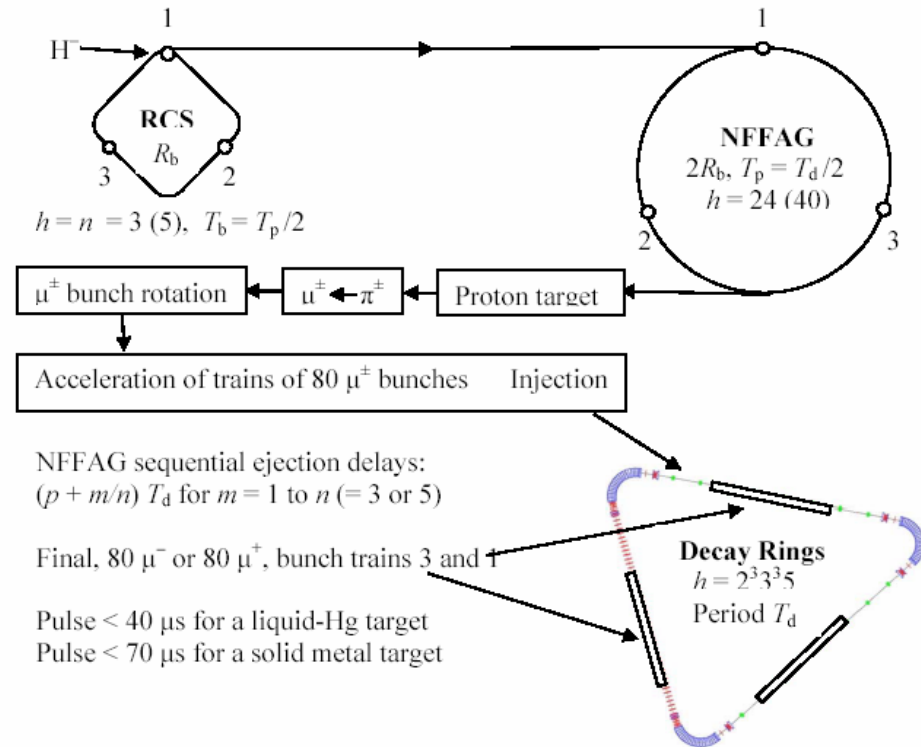 1
1
H⁻
RCS
R_b
3
2
NFFAG
2R_b, T_p = T_d/2
h = 24 (40)
2
3
h = n = 3 (5), T_b = T_p/2
μ± bunch rotation
μ± ← π±
Proton target
Acceleration of trains of 80 μ± bunches Injection
NFFAG sequential ejection delays:
(p + m/n) T_d for m = 1 to n (= 3 or 5)
Final, 80 μ⁻ or 80 μ⁺, bunch trains 3 and 1
Pulse < 40 μs for a liquid-Hg target
Pulse < 70 μs for a solid metal target
Decay Rings
h = 2³3³5
Period T_d